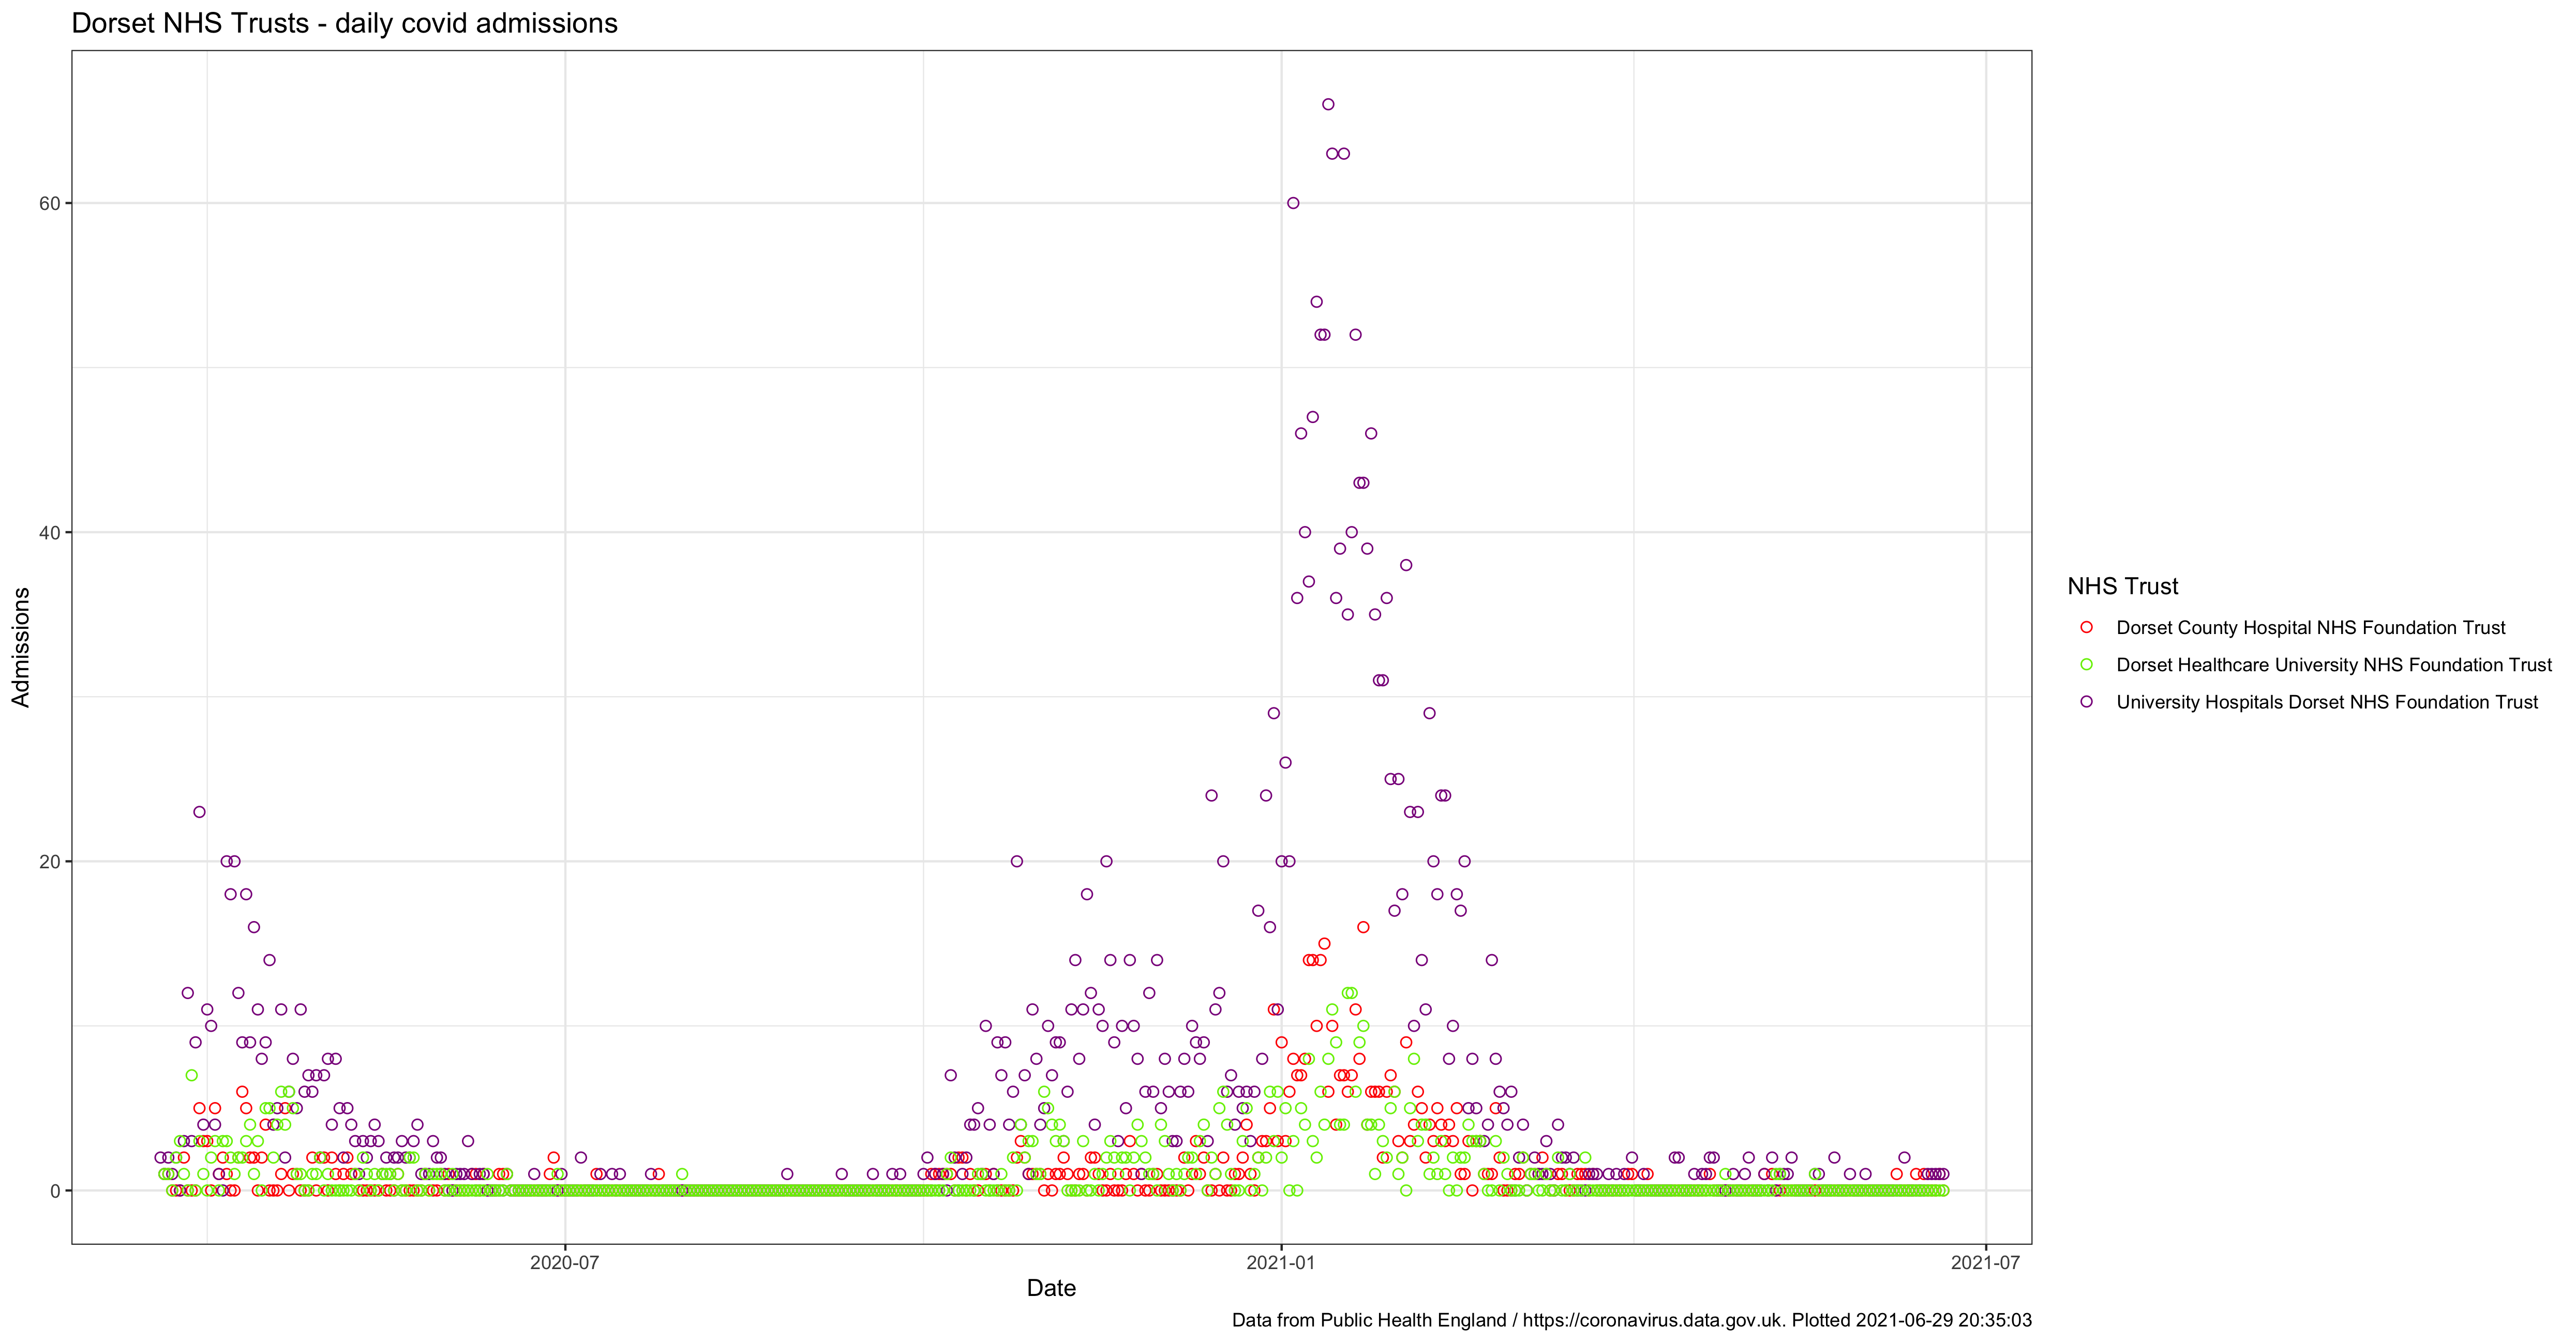 Dorset NHS Trusts - daily covid admissions
60
40
20
0
Admissions
2020-07
2021-01
2021-07
Date
NHS Trust
Dorset County Hospital NHS Foundation Trust
Dorset Healthcare University NHS Foundation Trust
University Hospitals Dorset NHS Foundation Trust
Data from Public Health England / https://coronavirus.data.gov.uk. Plotted 2021-06-29 20:35:03